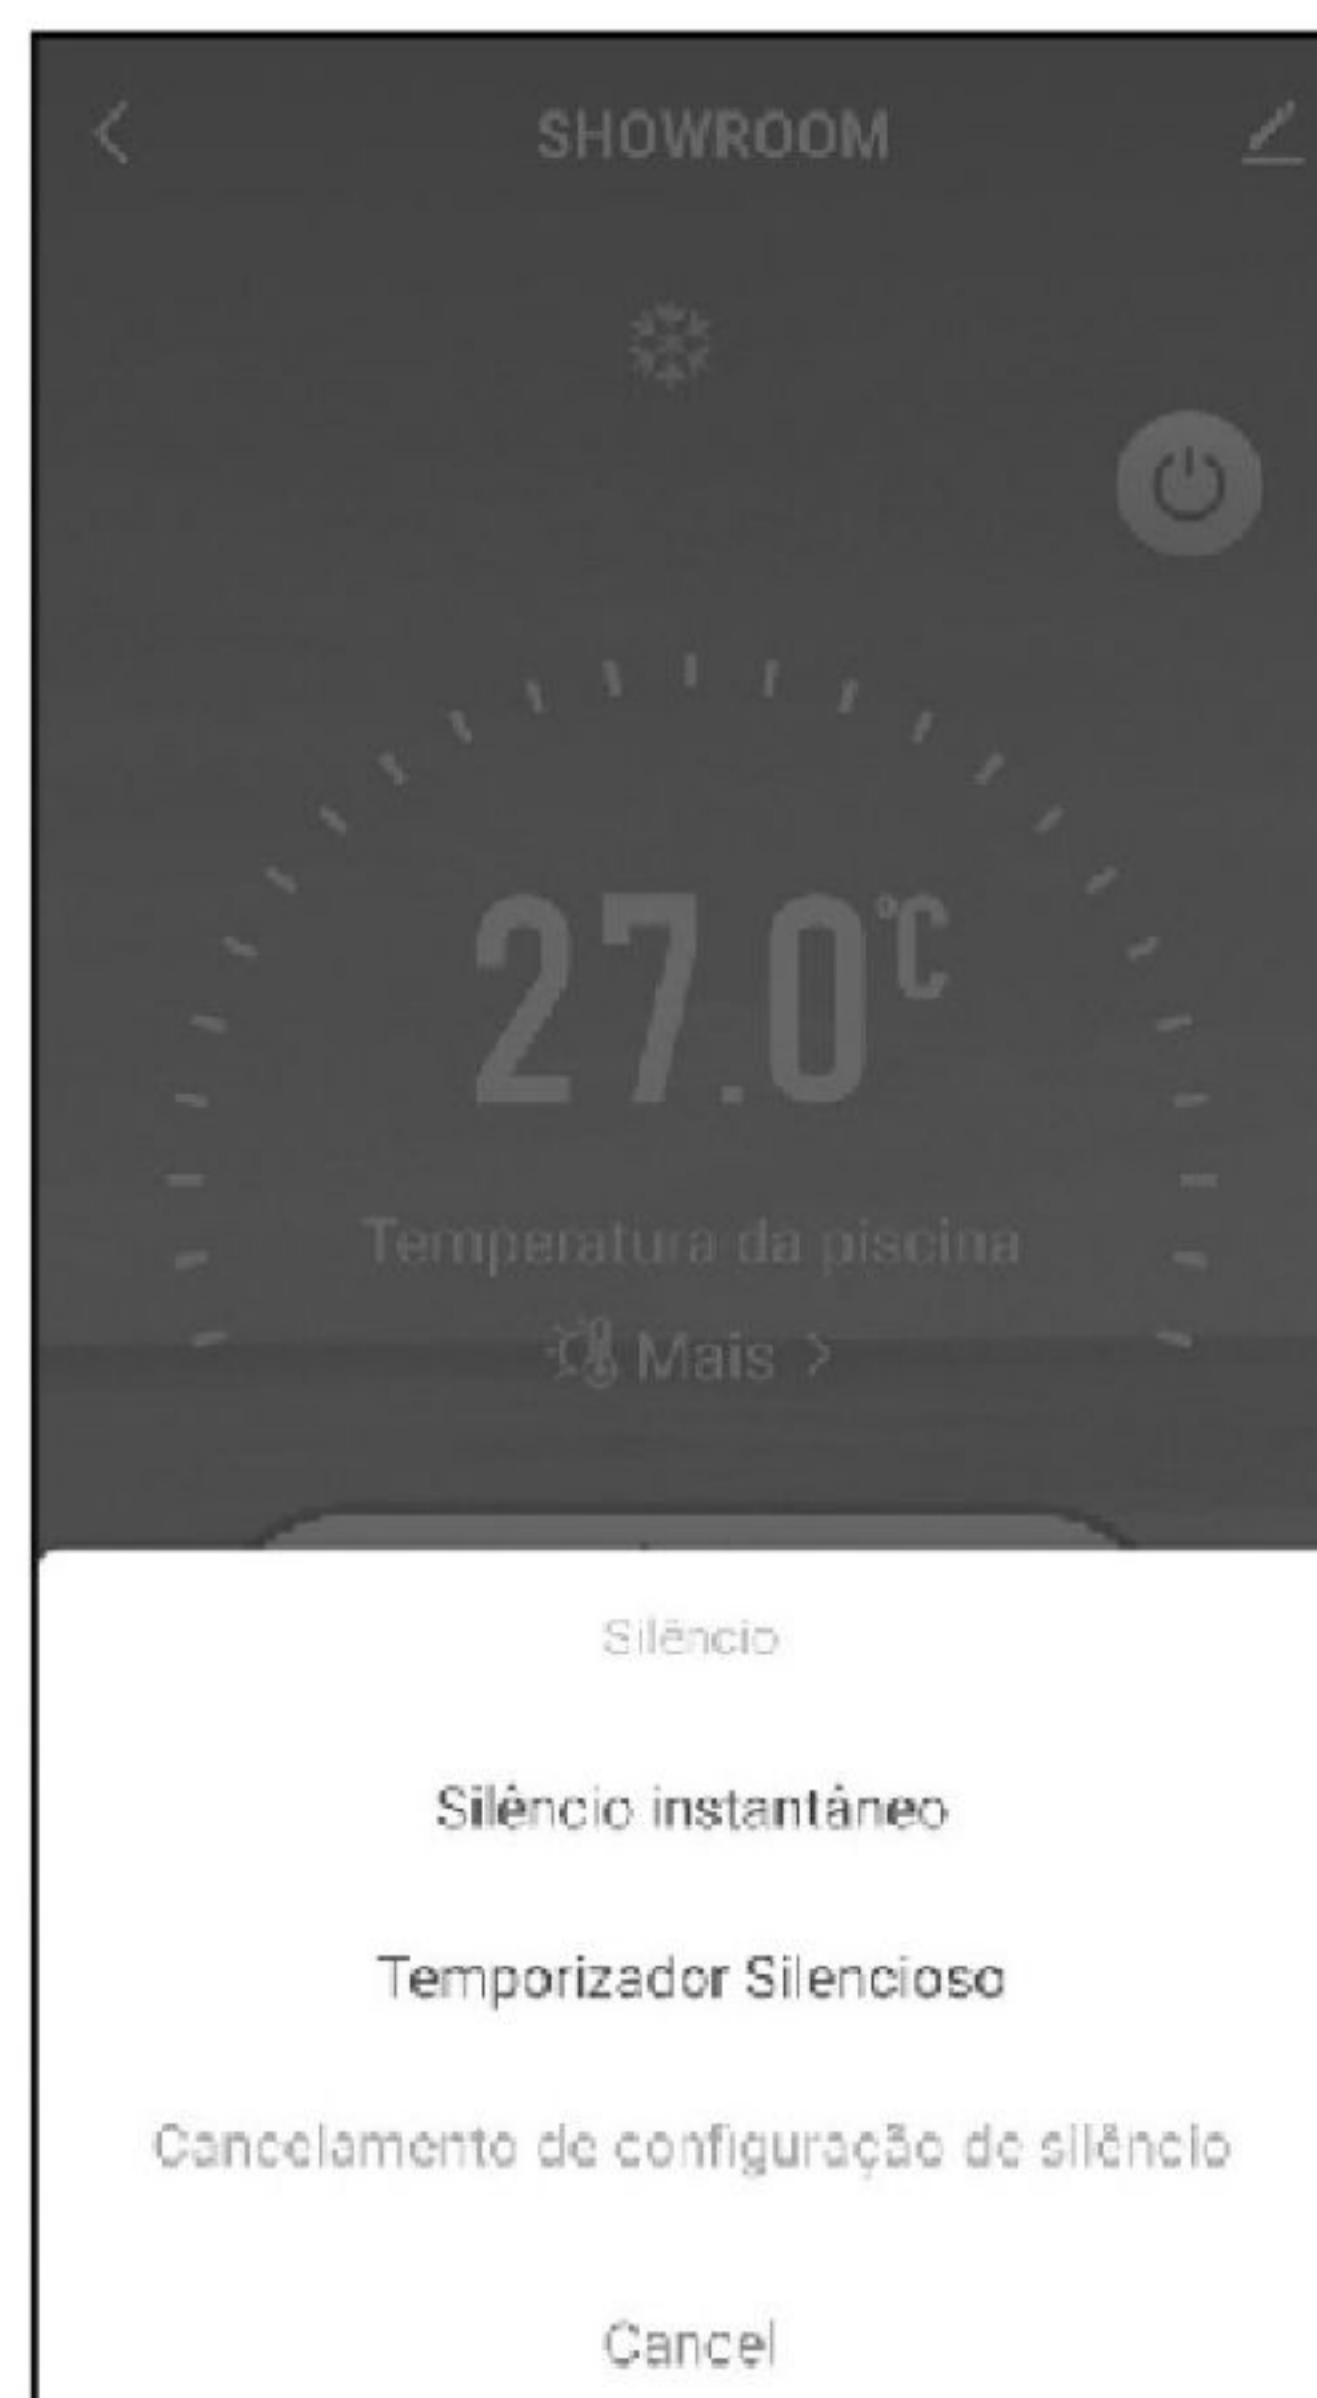 SHOWROOM
27.0°C
Temperatura da piscina
Mais >
Silêncio
Silêncio instantâneo
Temporizador Silencioso
Cancelamento de configuração de silêncio
Cancel